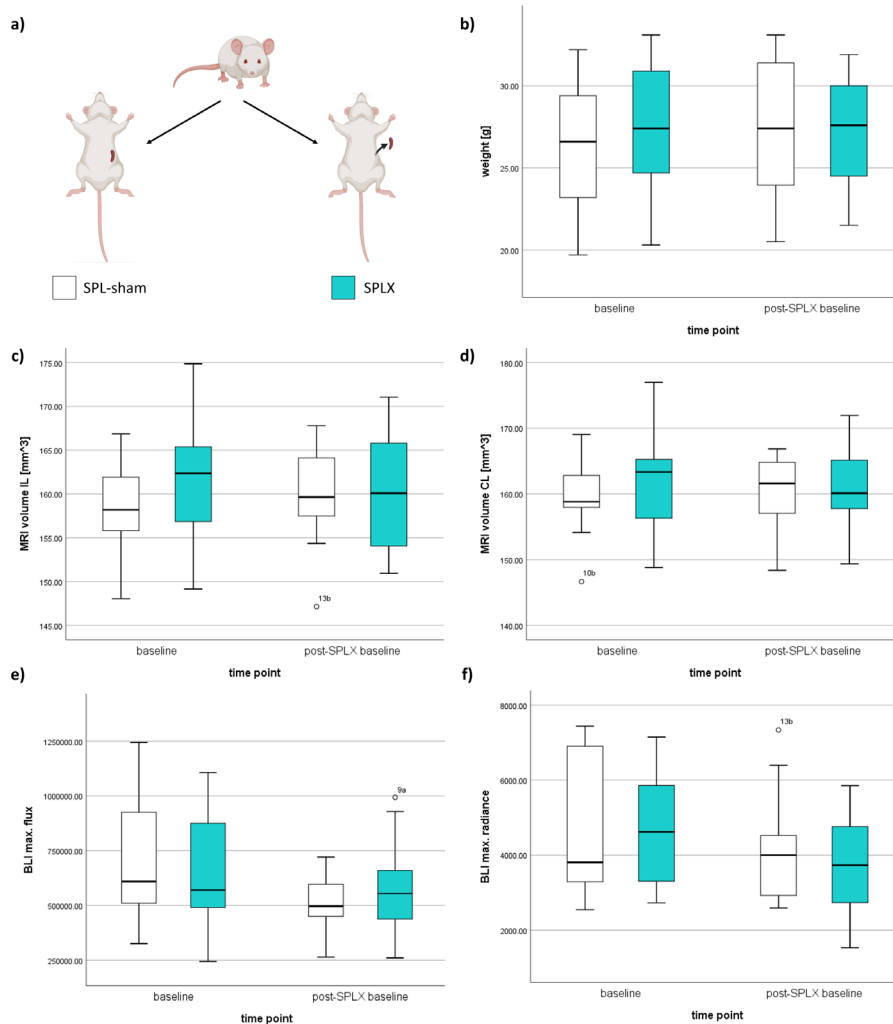 a)
SPL-sham
SPLX
b)
weight [g]
30.00
25.00
20.00
baseline
post-SPLX baseline
time point
c)
MRI volume IL [mm^3]
175.00
170.00
165.00
160.00
155.00
150.00
145.00
13b
baseline
post-SPLX baseline
time point
d)
MRI volume CL [mm^3]
180.00
170.00
160.00
150.00
140.00
10b
baseline
post-SPLX baseline
time point
e)
BLI max. flux
1250000.00
1000000.00
750000.00
500000.00
250000.00
9a
baseline
post-SPLX baseline
time point
f)
BLI max. radiance
8000.00
6000.00
4000.00
2000.00
13b
baseline
post-SPLX baseline
time point